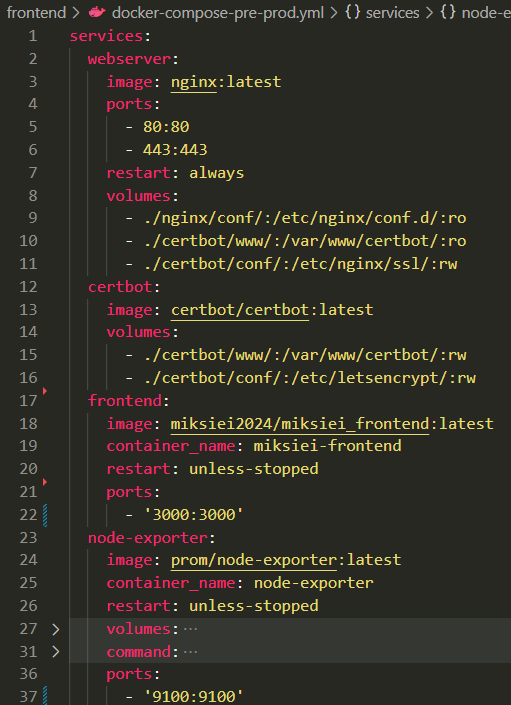 frontend > docker-compose-pre-prod.yml > {} services > {} node-e
1 services:
2   webserver:
3     image: nginx:latest
4     ports:
5       - 80:80
6       - 443:443
7     restart: always
8     volumes:
9       - ./nginx/conf/:/etc/nginx/conf.d/:ro
10       - ./certbot/www/:/var/www/certbot/:ro
11       - ./certbot/conf/:/etc/nginx/ssl/:rw
12   certbot:
13     image: certbot/certbot:latest
14     volumes:
15       - ./certbot/www/:/var/www/certbot/:rw
16       - ./certbot/conf/:/etc/letsencrypt/:rw
17   frontend:
18     image: miksiei2024/miksiei_frontend:latest
19     container_name: miksiei-frontend
20     restart: unless-stopped
21     ports:
22       - '3000:3000'
23   node-exporter:
24     image: prom/node-exporter:latest
25     container_name: node-exporter
26     restart: unless-stopped
27 >     volumes:…
31 >     command:…
36     ports:
37       - '9100:9100'